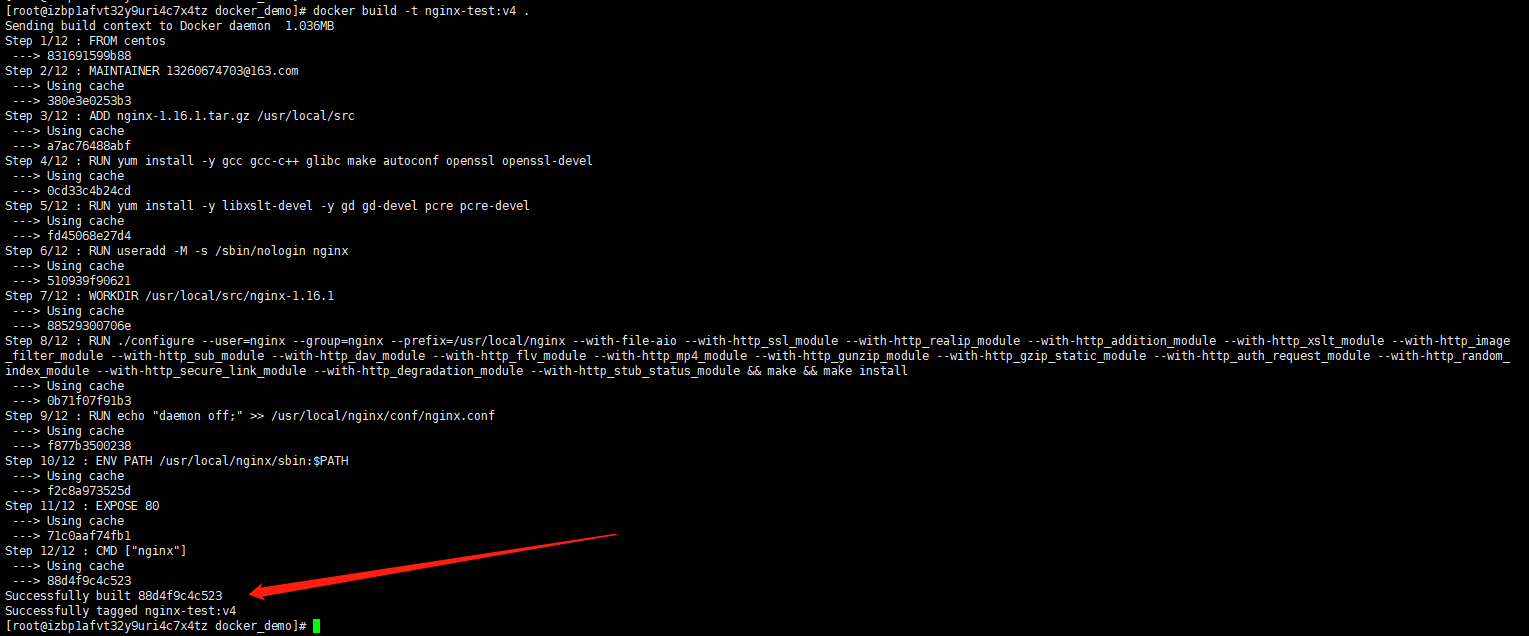 [root@izbp1afvt32y9uri4c7x4tz docker_demo]# docker build -t nginx-test:v4 .
Sending build context to Docker daemon  1.036MB
Step 1/12 : FROM centos
 ---> 831691599b88
Step 2/12 : MAINTAINER 13260674703@163.com
 ---> Using cache
 ---> 380e3e0253b3
Step 3/12 : ADD nginx-1.16.1.tar.gz /usr/local/src
 ---> Using cache
 ---> a7ac76488abf
Step 4/12 : RUN yum install -y gcc gcc-c++ glibc make autoconf openssl openssl-devel
 ---> Using cache
 ---> 0cd33c4b24cd
Step 5/12 : RUN yum install -y libxslt-devel -y gd gd-devel pcre pcre-devel
 ---> Using cache
 ---> fd45068e27d4
Step 6/12 : RUN useradd -M -s /sbin/nologin nginx
 ---> Using cache
 ---> 510939f90621
Step 7/12 : WORKDIR /usr/local/src/nginx-1.16.1
 ---> Using cache
 ---> 88529300706e
Step 8/12 : RUN ./configure --user=nginx --group=nginx --prefix=/usr/local/nginx --with-file-aio --with-http_ssl_module --with-http_realip_module --with-http_addition_module --with-http_xslt_module --with-http_image
_filter_module --with-http_sub_module --with-http_dav_module --with-http_flv_module --with-http_mp4_module --with-http_gunzip_module --with-http_gzip_static_module --with-http_auth_request_module --with-http_random_
index_module --with-http_secure_link_module --with-http_degradation_module --with-http_stub_status_module && make && make install
 ---> Using cache
 ---> 0b71f07f91b3
Step 9/12 : RUN echo "daemon off;" >> /usr/local/nginx/conf/nginx.conf
 ---> Using cache
 ---> f877b3500238
Step 10/12 : ENV PATH /usr/local/nginx/sbin:$PATH
 ---> Using cache
 ---> f2c8a973525d
Step 11/12 : EXPOSE 80
 ---> Using cache
 ---> 71c0aaf74fb1
Step 12/12 : CMD ["nginx"]
 ---> Using cache
 ---> 88d4f9c4c523
Successfully built 88d4f9c4c523
Successfully tagged nginx-test:v4
[root@izbp1afvt32y9uri4c7x4tz docker_demo]#